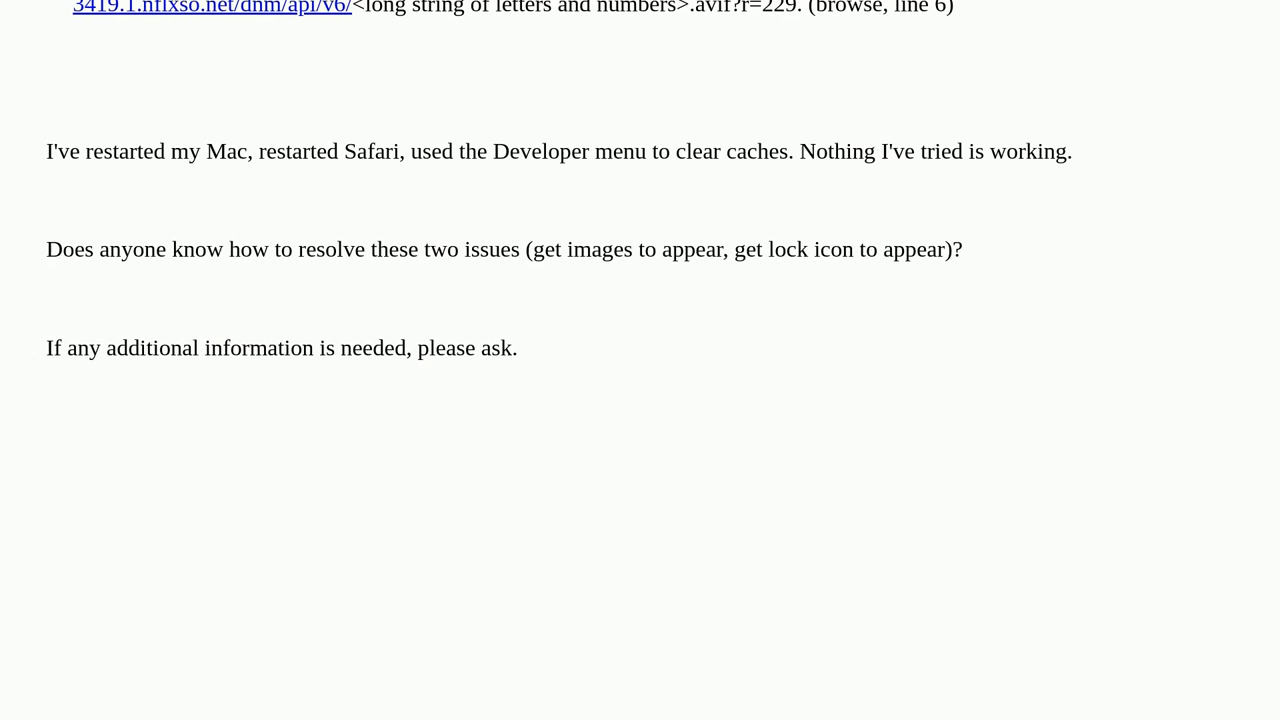 3419.1.nflxso.net/dnm/api/v6/<long string of letters and numbers>.avif?r=229. (browse, line 6)
I've restarted my Mac, restarted Safari, used the Developer menu to clear caches. Nothing I've tried is working.
Does anyone know how to resolve these two issues (get images to appear, get lock icon to appear)?
If any additional information is needed, please ask.